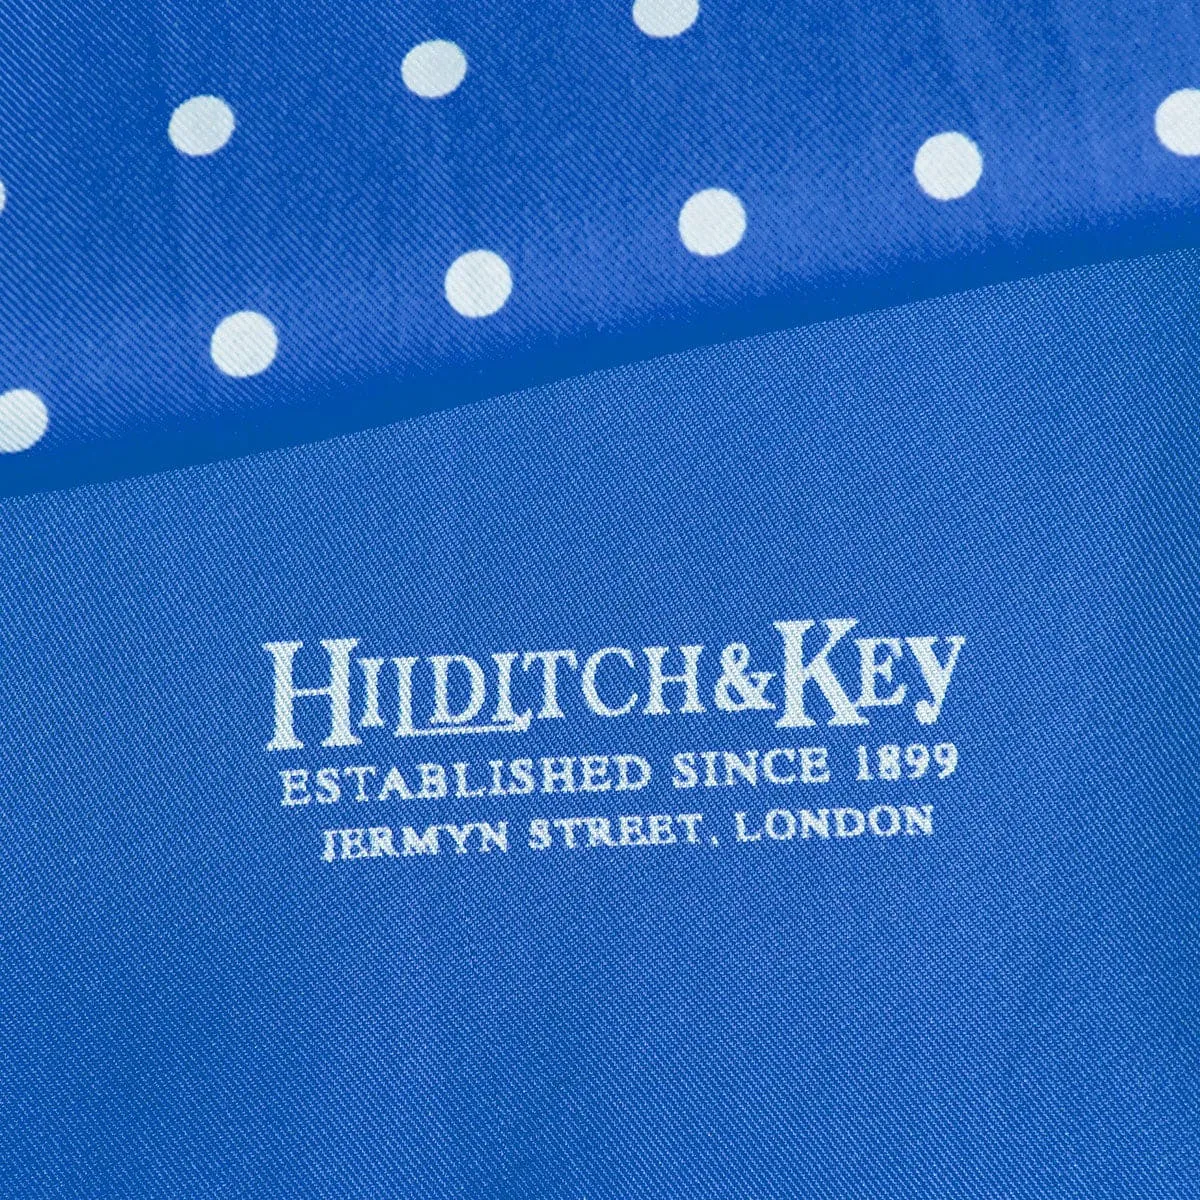 HILDITCH & KEY
ESTABLISHED SINCE 1899
JERMYN STREET, LONDON